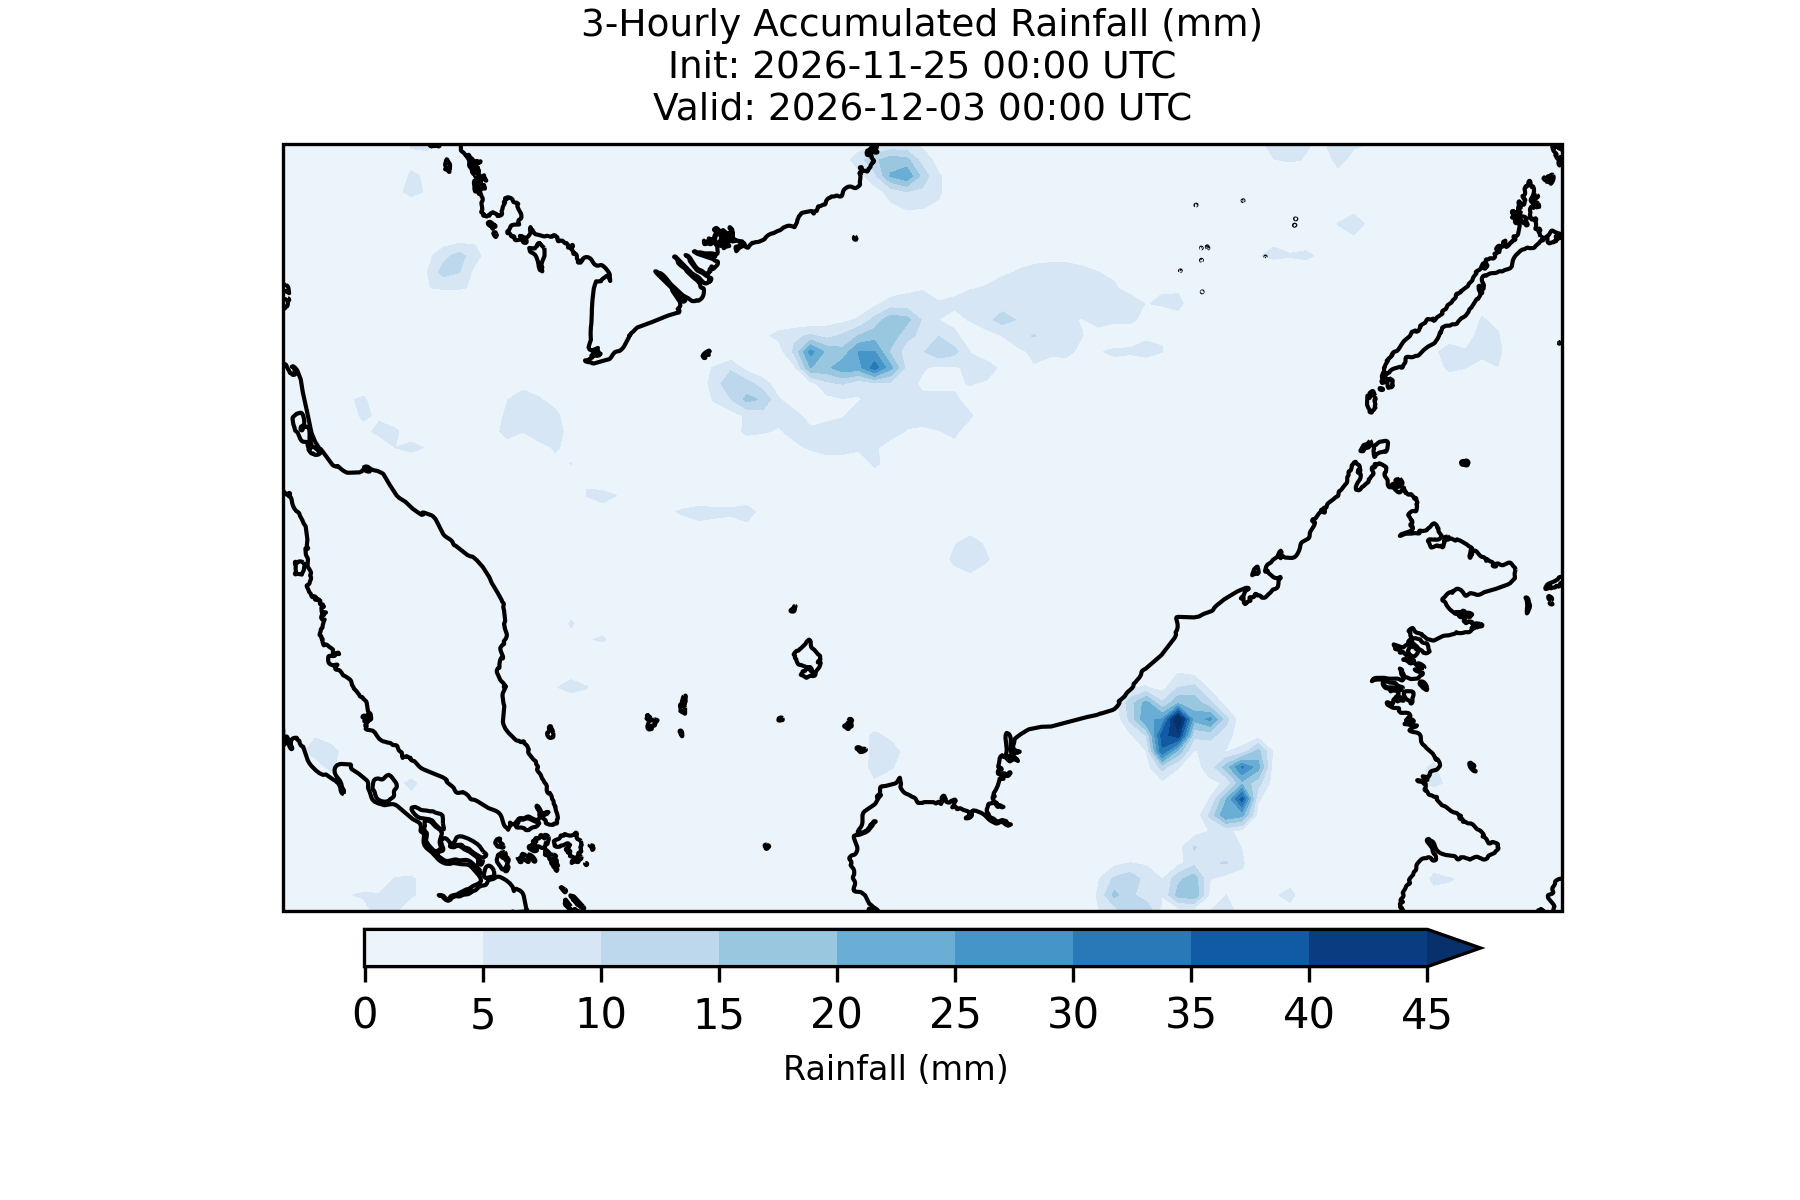 3-Hourly Accumulated Rainfall (mm)
Init: 2026-11-25 00:00 UTC
Valid: 2026-12-03 00:00 UTC
0 5 10 15 20 25 30 35 40 45
Rainfall (mm)